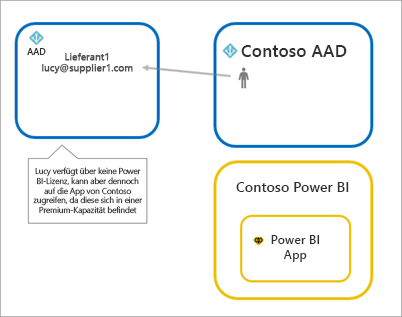 AAD
Lieferant1
lucy@supplier1.com
Contoso AAD
Lucy verfügt über keine Power
BI-Lizenz, kann aber dennoch
auf die App von Contoso
zugreifen, da diese sich in einer
Premium-Kapazität befindet
Contoso Power BI
Power BI
App